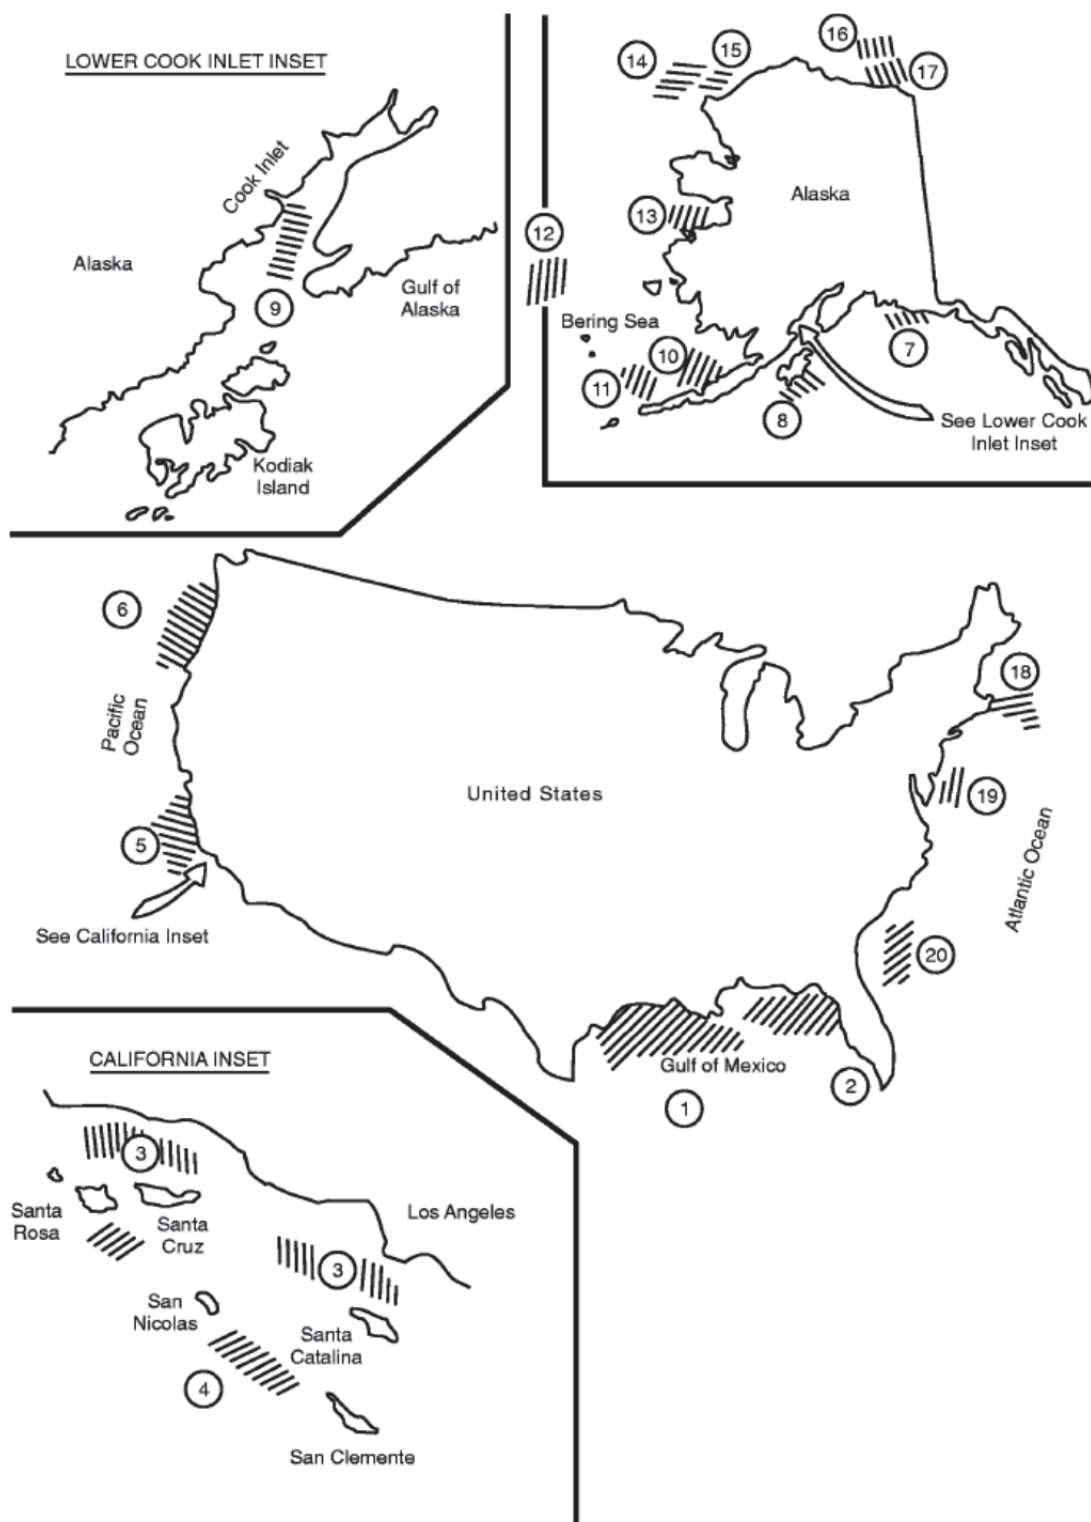 LOWER COOK INLET INSET
Cook Inlet
Alaska
Gulf of
Alaska
9
Kodiak
Island
16
15
14
17
Alaska
13
12
Bering Sea
10
11
7
8
See Lower Cook
Inlet Inset
6
18
Pacific
Ocean
United States
19
5
Atlantic Ocean
See California Inset
20
Gulf of Mexico
2
1
CALIFORNIA INSET
3
Santa
Rosa
Santa
Cruz
Los Angeles
3
San
Nicolas
Santa
Catalina
4
San Clemente